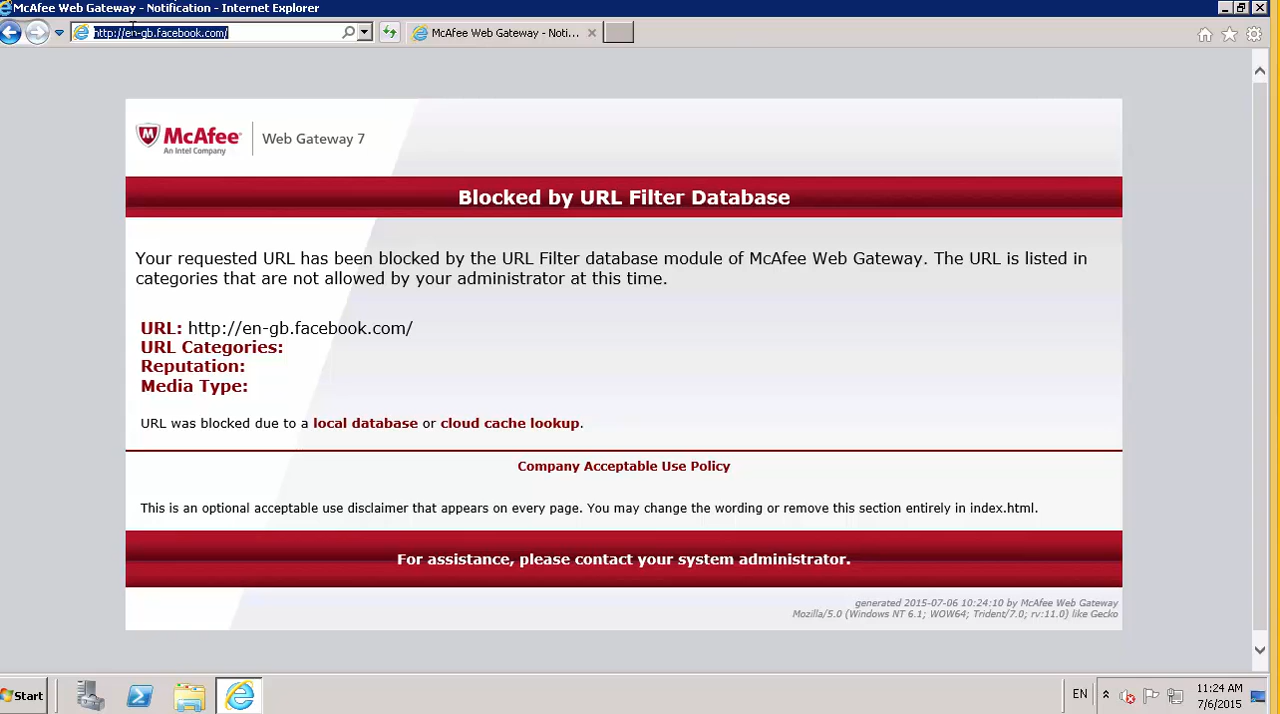 McAfee Web Gateway - Notification - Internet Explorer
http://en-gb.facebook.com/
McAfee Web Gateway - Noti...
McAfee Web Gateway 7
An Intel Company
Blocked by URL Filter Database
Your requested URL has been blocked by the URL Filter database module of McAfee Web Gateway. The URL is listed in
categories that are not allowed by your administrator at this time.
URL: http://en-gb.facebook.com/
URL Categories:
Reputation:
Media Type:
URL was blocked due to a local database or cloud cache lookup.
Company Acceptable Use Policy
This is an optional acceptable use disclaimer that appears on every page. You may change the wording or remove this section entirely in index.html.
For assistance, please contact your system administrator.
generated 2015-07-06 10:24:10 by McAfee Web Gateway
Mozilla/5.0 (Windows NT 6.1; WOW64; Trident/7.0; rv:11.0) like Gecko
Start
EN
11:24 AM
7/6/2015